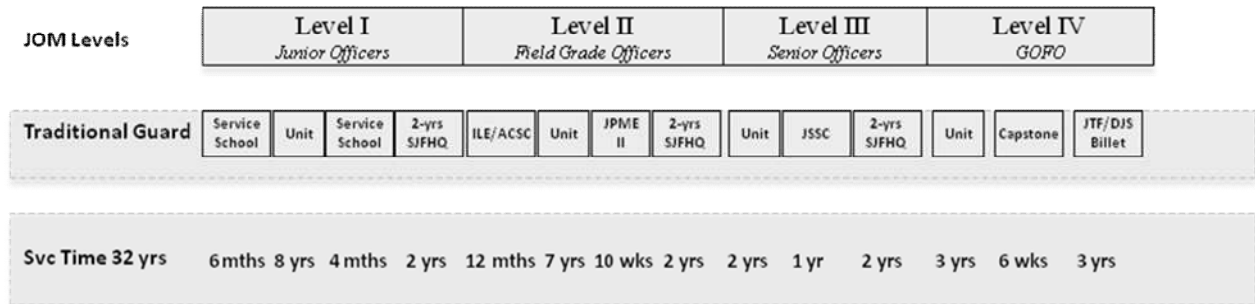 JOM Levels
Level I
Junior Officers
Level II
Field Grade Officers
Level III
Senior Officers
Level IV
GOFO
Traditional Guard
Service
School
Unit
Service
School
2-yrs
SJFHQ
ILE/ACSC
Unit
JPME
II
2-yrs
SJFHQ
Unit
JSSC
2-yrs
SJFHQ
Unit
Capstone
JTF/DJS
Billet
Svc Time 32 yrs
6 mths
8 yrs
4 mths
2 yrs
12 mths
7 yrs
10 wks
2 yrs
2 yrs
1 yr
2 yrs
3 yrs
6 wks
3 yrs